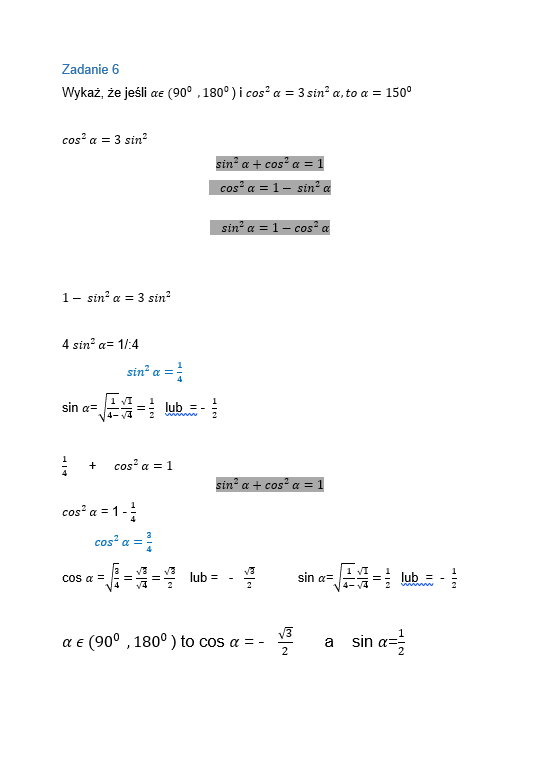 Zadanie 6
Wykaż, że jeśli αϵ (90⁰ , 180⁰ ) i cos² α = 3 sin² α, to α = 150⁰
cos² α = 3 sin²
sin² α + cos² α = 1
cos² α = 1 − sin² α
sin² α = 1 − cos² α
1 − sin² α = 3 sin²
4 sin² α= 1/:4
sin² α = 1/4
sin α=√(1/4−) √1/√4 = 1/2 lub = - 1/2
1/4 + cos² α = 1
sin² α + cos² α = 1
cos² α = 1 - 1/4
cos² α = 3/4
cos α =√(3/4) = √3/√4 = √3/2 lub = - √3/2 sin α=√(1/4−) √1/√4 = 1/2 lub = - 1/2
α ϵ (90⁰ , 180⁰ ) to cos α = - √3/2 a sin α=1/2